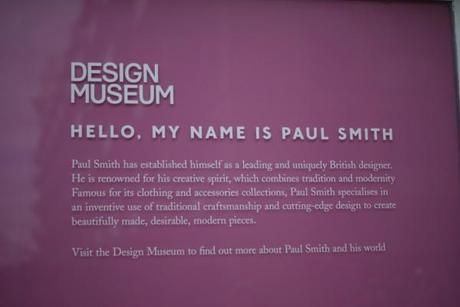 DESIGN
MUSEUM
HELLO, MY NAME IS PAUL SMITH
Paul Smith has established himself as a leading and uniquely British designer.
He is renowned for his creative spirit, which combines tradition and modernity
Famous for its clothing and accessories collections, Paul Smith specialises in
an inventive use of traditional craftsmanship and cutting-edge design to create
beautifully made, desirable, modern pieces.
Visit the Design Museum to find out more about Paul Smith and his world